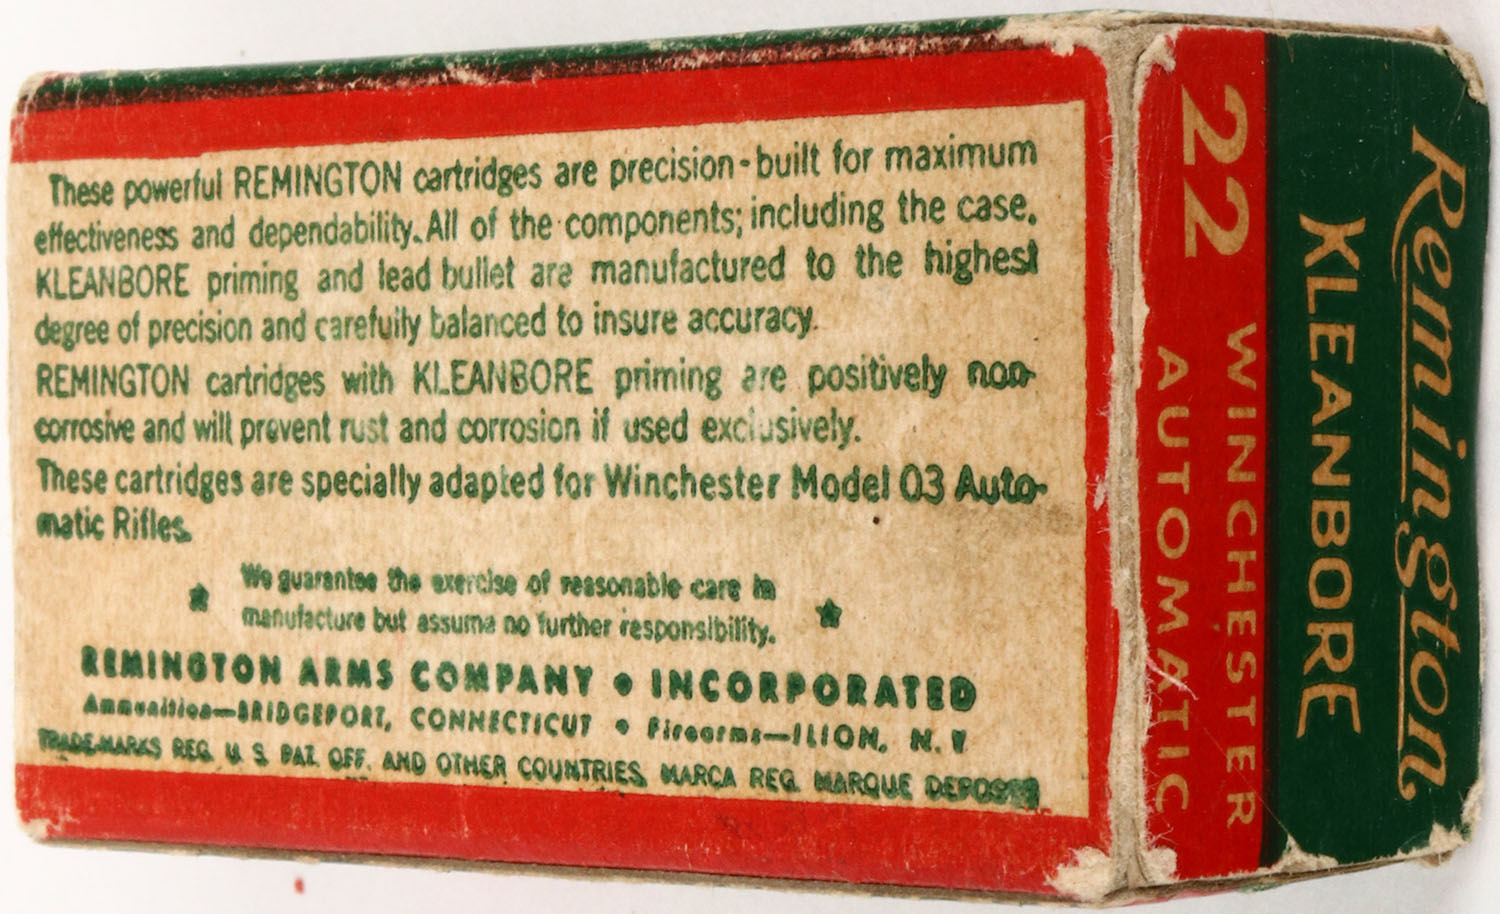 These powerful REMINGTON cartridges are precision-built for maximum
effectiveness and dependability. All of the components; including the case,
KLEANBORE priming and lead bullet are manufactured to the highest
degree of precision and carefully balanced to insure accuracy.
REMINGTON cartridges with KLEANBORE priming are positively non-
corrosive and will prevent rust and corrosion if used exclusively.
These cartridges are specially adapted for Winchester Model 03 Auto-
matic Rifles.
★ We guarantee the exercise of reasonable care in
manufacture but assume no further responsibility. ★
REMINGTON ARMS COMPANY • INCORPORATED
Ammunition—BRIDGEPORT, CONNECTICUT • Firearms—ILION, N. Y
TRADE-MARKS REG. U. S. PAT. OFF. AND OTHER COUNTRIES, MARCA REG. MARQUE DEPOSEE
Remington
KLEANBORE
22 WINCHESTER
AUTOMATIC